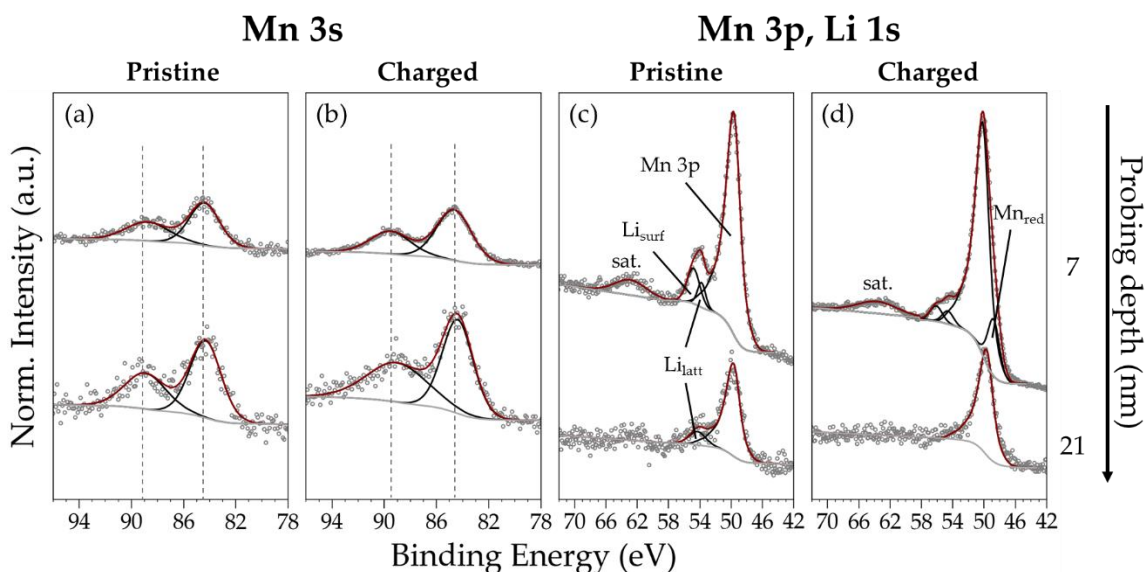 Mn 3s
Mn 3p, Li 1s
Pristine
Charged
Pristine
Charged
(a)
(b)
(c)
(d)
Mn 3p
Li_surf
sat.
Li_latt
Mn_red
sat.
7
21
Probing depth (nm)
Norm. Intensity (a.u.)
94 90 86 82 78
94 90 86 82 78
70 66 62 58 54 50 46 42
70 66 62 58 54 50 46 42
Binding Energy (eV)